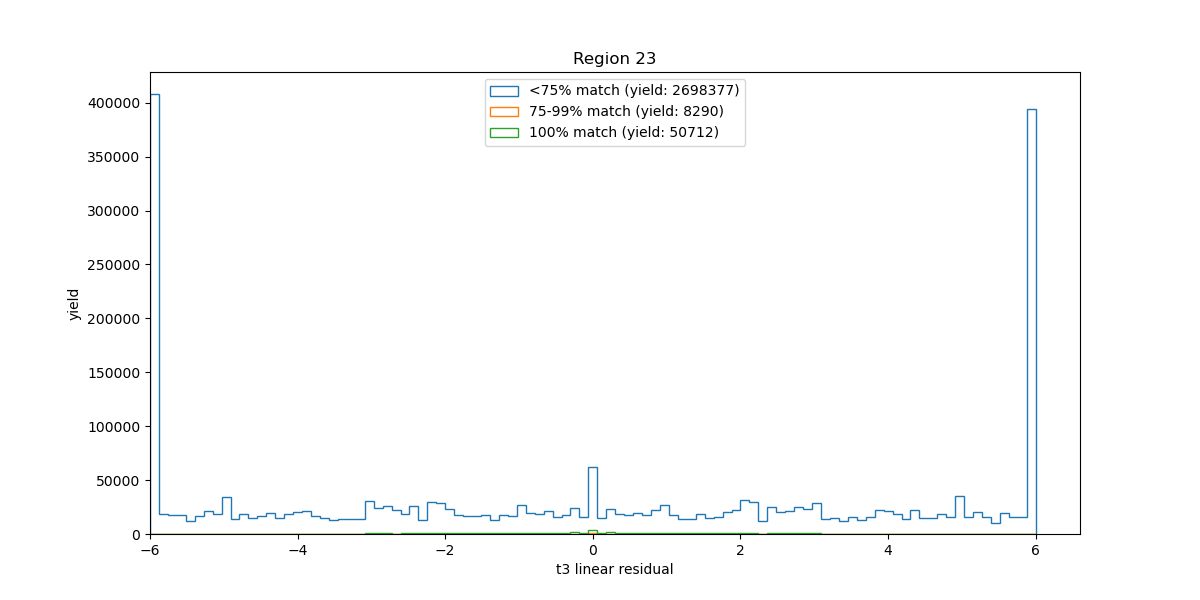 Region 23
<75% match (yield: 2698377)
75-99% match (yield: 8290)
100% match (yield: 50712)
yield
400000
350000
300000
250000
200000
150000
100000
50000
0
−6 −4 −2 0 2 4 6
t3 linear residual